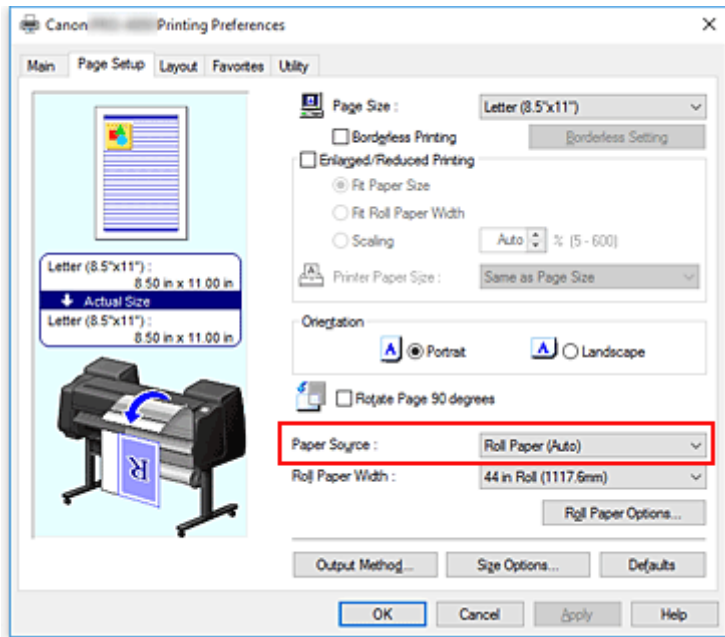 Canon Printing Preferences
Main Page Setup Layout Favorites Utility
Page Size : Letter (8.5"x11")
Borderless Printing Borderless Setting
Enlarged/Reduced Printing
Fit Paper Size
Fit Roll Paper Width
Scaling Auto % (5 - 600)
Printer Paper Size : Same as Page Size
Letter (8.5"x11") :
8.50 in x 11.00 in
Actual Size
Letter (8.5"x11") :
8.50 in x 11.00 in
Orientation
A Portrait A Landscape
Rotate Page 90 degrees
Paper Source : Roll Paper (Auto)
Roll Paper Width : 44 in Roll (1117.6mm)
R
Roll Paper Options...
Output Method... Size Options... Defaults
OK Cancel Apply Help